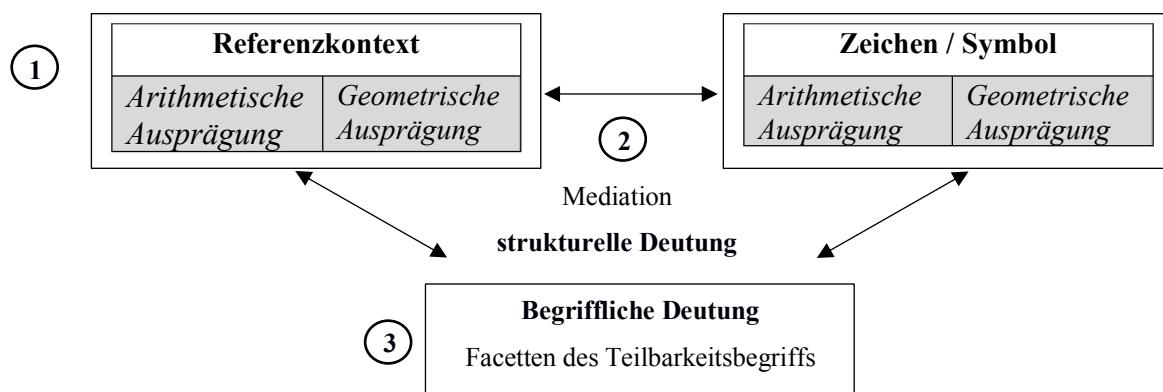 Referenzkontext
Zeichen / Symbol
1
Arithmetische
Ausprägung
Geometrische
Ausprägung
Arithmetische
Ausprägung
Geometrische
Ausprägung
2
Mediation
strukturelle Deutung
Begriffliche Deutung
3
Facetten des Teilbarkeitsbegriffs